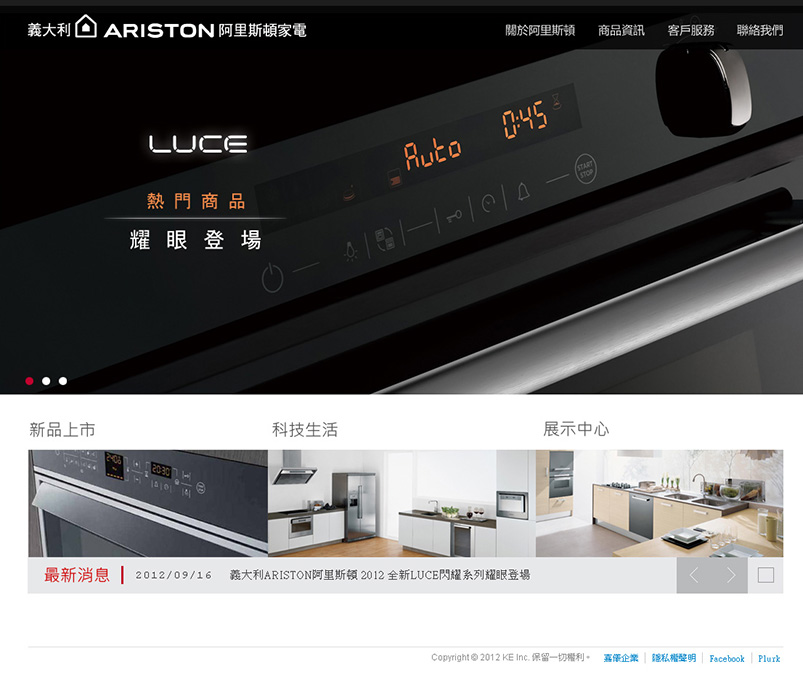 義大利 ARISTON 阿里斯頓家電
關於阿里斯頓 商品資訊 客戶服務 聯絡我們
LUCE
熱門商品
耀眼登場
Auto 0:45
START STOP
新品上市 科技生活 展示中心
20:30
最新消息 2012/09/16 義大利ARISTON阿里斯頓 2012 全新LUCE閃耀系列耀眼登場
Copyright © 2012 KE Inc. 保留一切權利。 嘉儀企業 隱私權聲明 Facebook Plurk